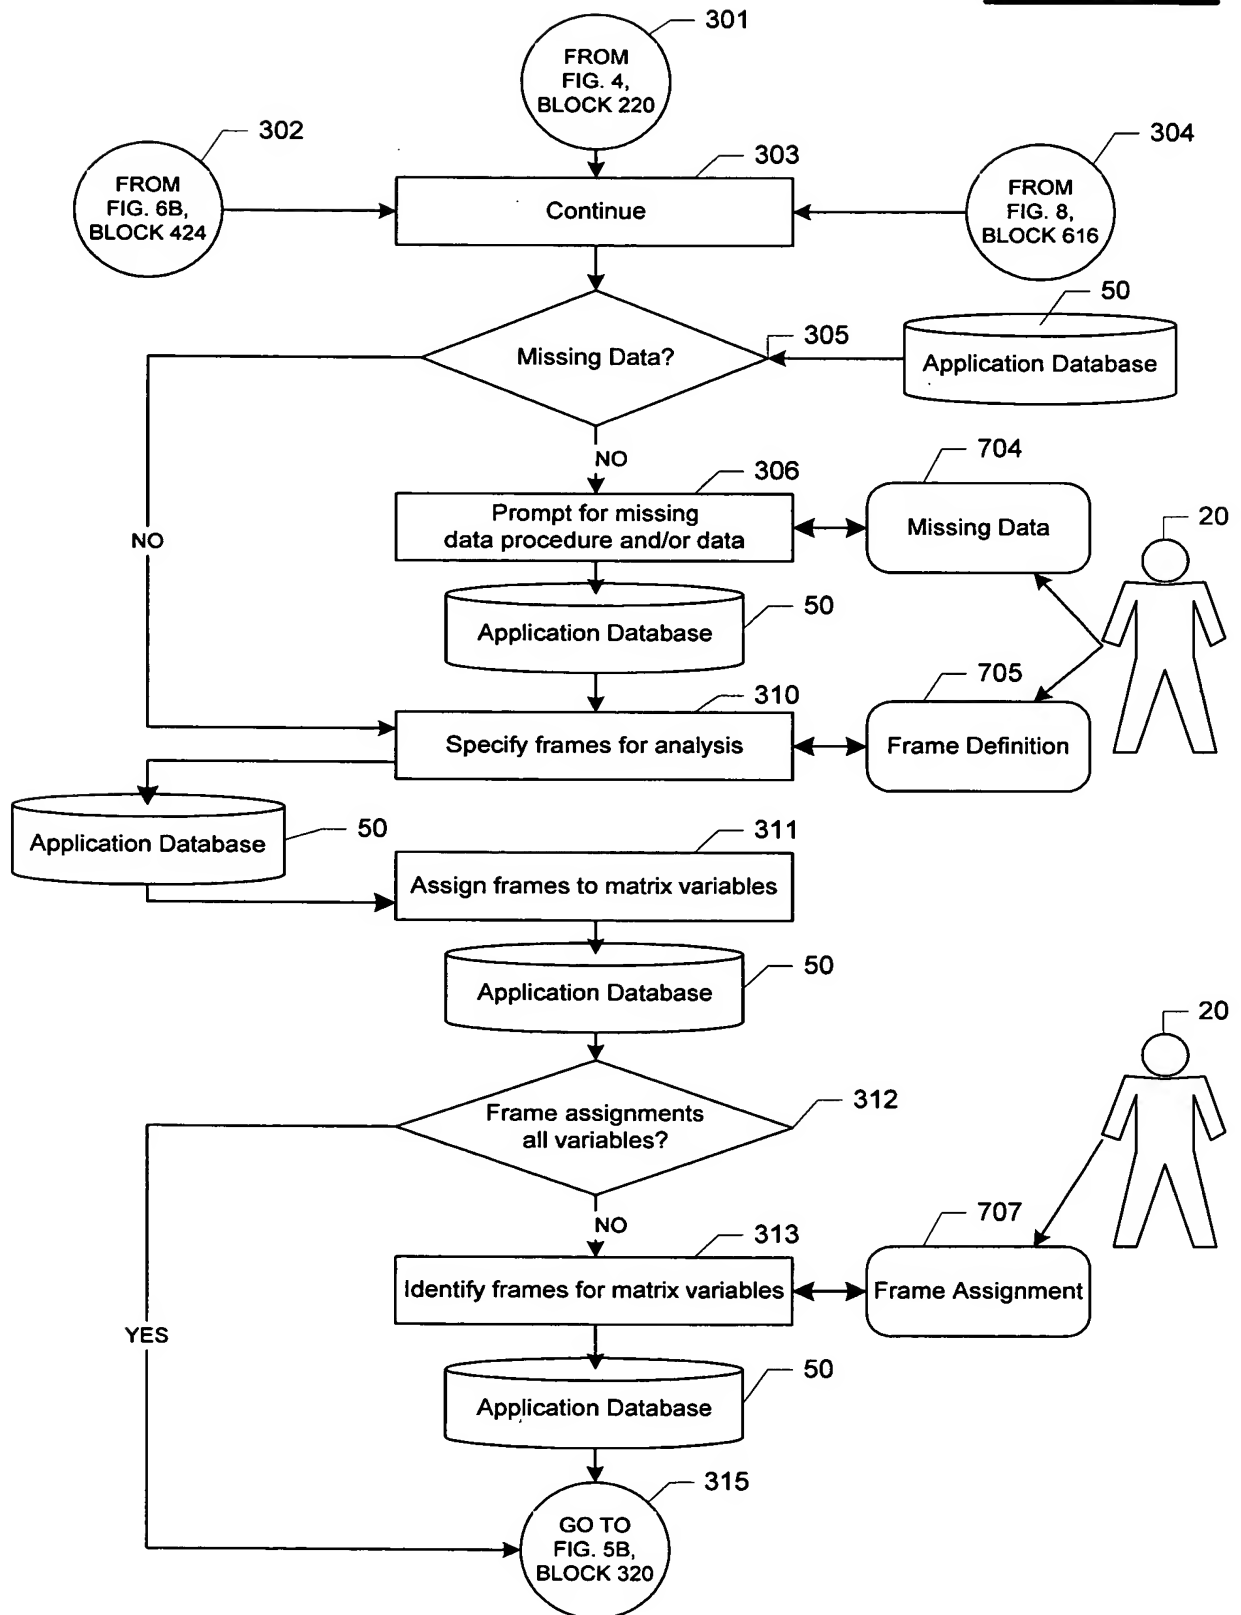 301
FROM
FIG. 4,
BLOCK 220
302
FROM
FIG. 6B,
BLOCK 424
303
Continue
304
FROM
FIG. 8,
BLOCK 616
50
Application Database
305
Missing Data?
NO
NO
306
Prompt for missing
data procedure and/or data
704
Missing Data
20
50
Application Database
310
Specify frames for analysis
705
Frame Definition
50
Application Database
311
Assign frames to matrix variables
50
Application Database
20
312
Frame assignments
all variables?
NO
YES
313
Identify frames for matrix variables
707
Frame Assignment
50
Application Database
315
GO TO
FIG. 5B,
BLOCK 320